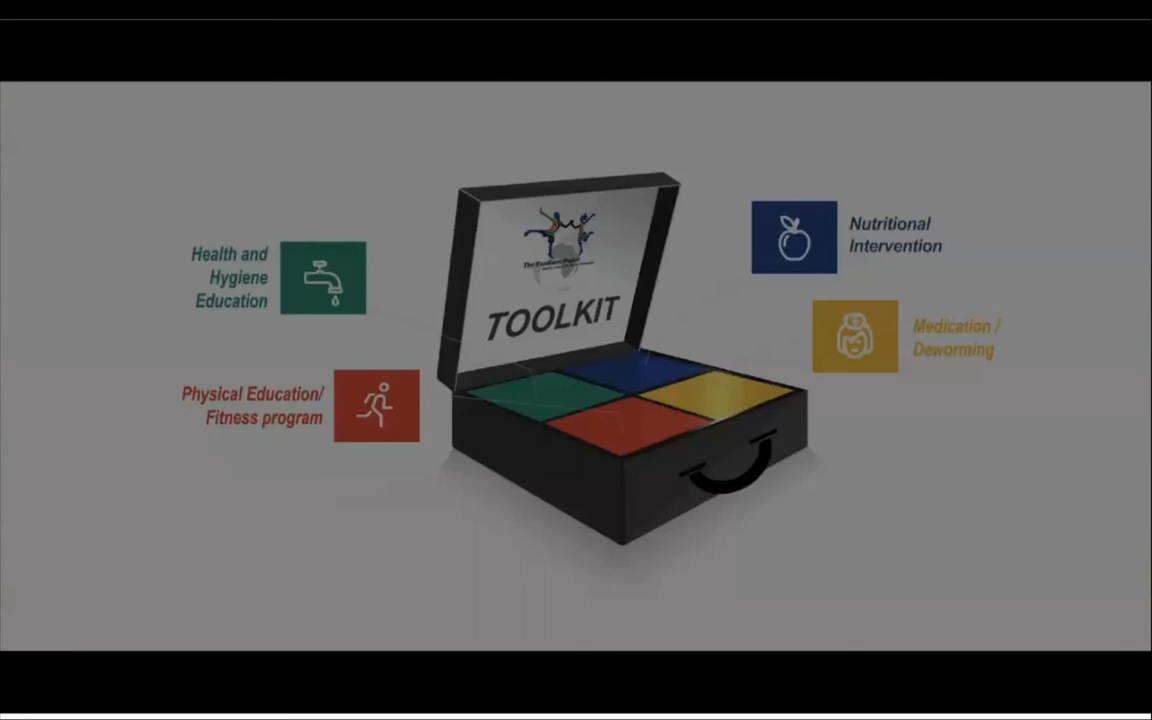 Health and
Hygiene
Education
Physical Education/
Fitness program
TOOLKIT
Nutritional
Intervention
Medication /
Deworming